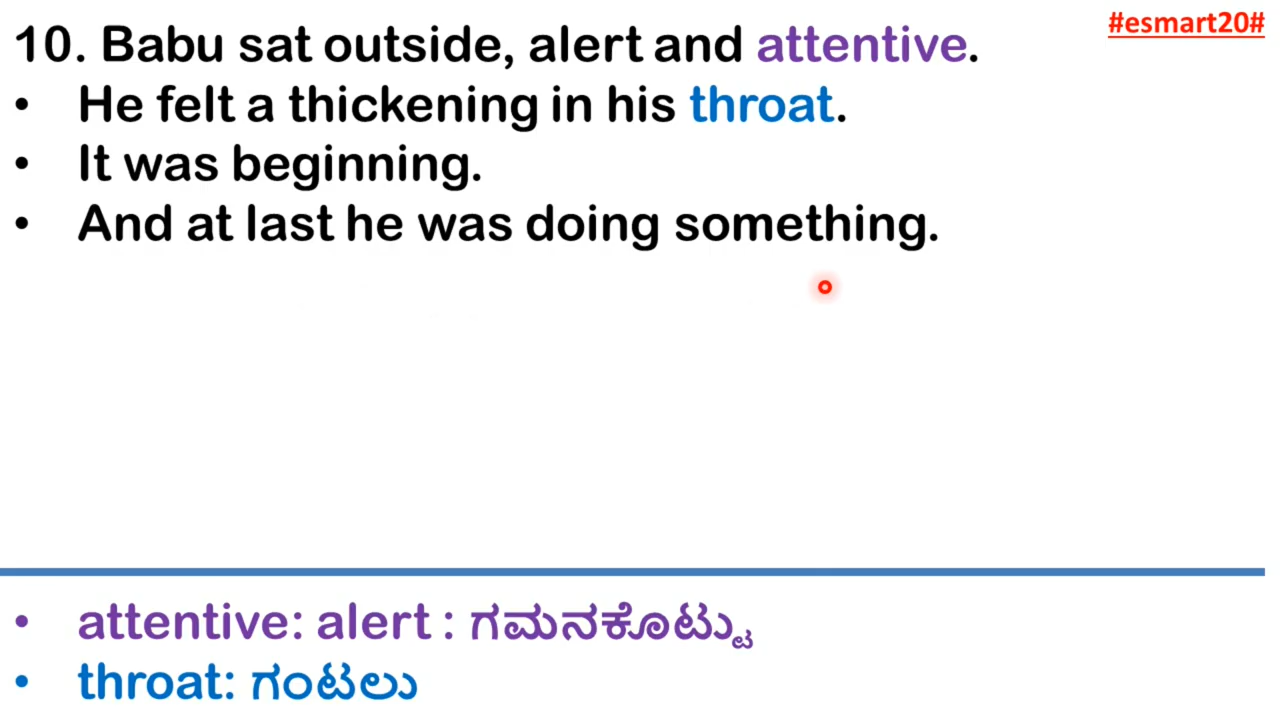 #esmart20#
10. Babu sat outside, alert and attentive.
• He felt a thickening in his throat.
• It was beginning.
• And at last he was doing something.
• attentive: alert : ಗಮನಕೊಟ್ಟು
• throat: ಗಂಟಲು